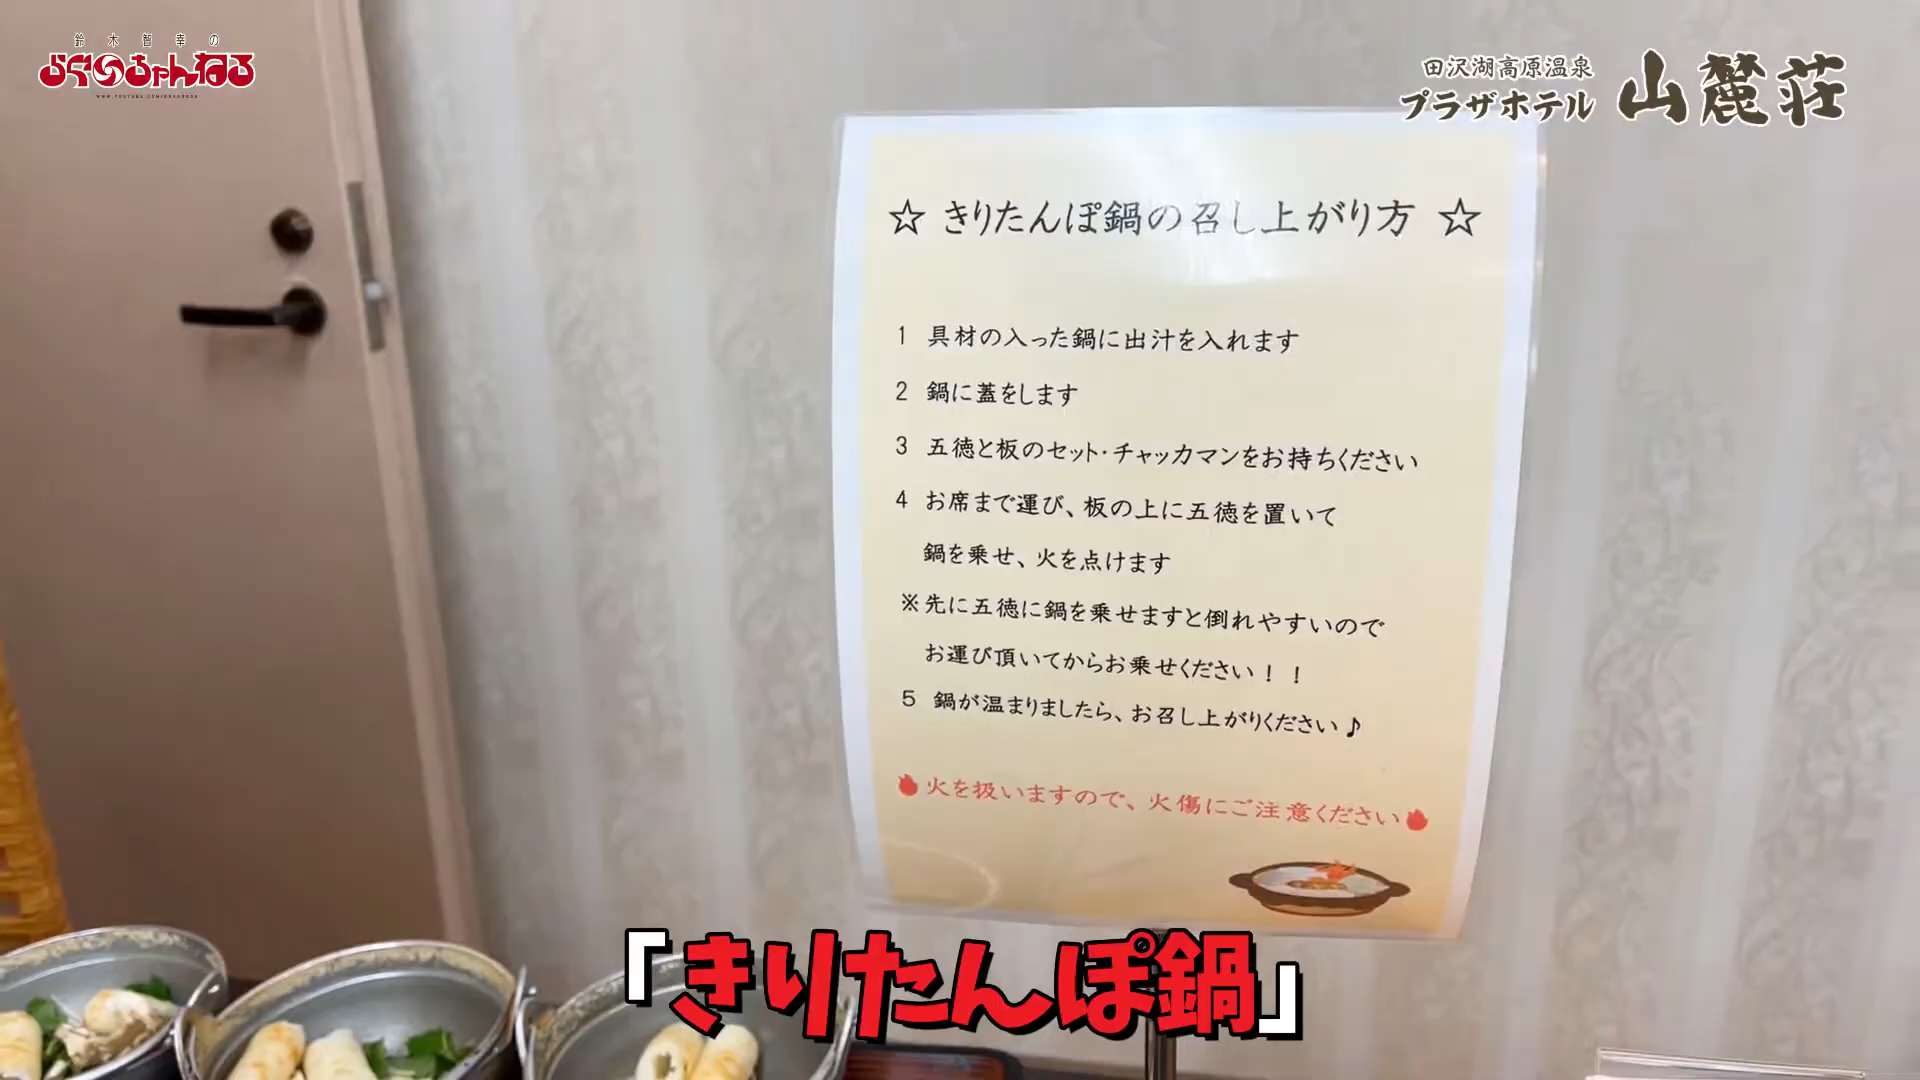 鈴木智幸の
らぐちゃんねる
田沢湖高原温泉
プラザホテル 山麓荘
☆ きりたんぽ鍋の召し上がり方 ☆
1 具材の入った鍋に出汁を入れます
2 鍋に蓋をします
3 五徳と板のセット・チャッカマンをお持ちください
4 お席まで運び、板の上に五徳を置いて
鍋を乗せ、火を点けます
※先に五徳に鍋を乗せますと倒れやすいので
お運び頂いてからお乗せください！！
5 鍋が温まりましたら、お召し上がりください♪
火を扱いますので、火傷にご注意ください
「きりたんぽ鍋」